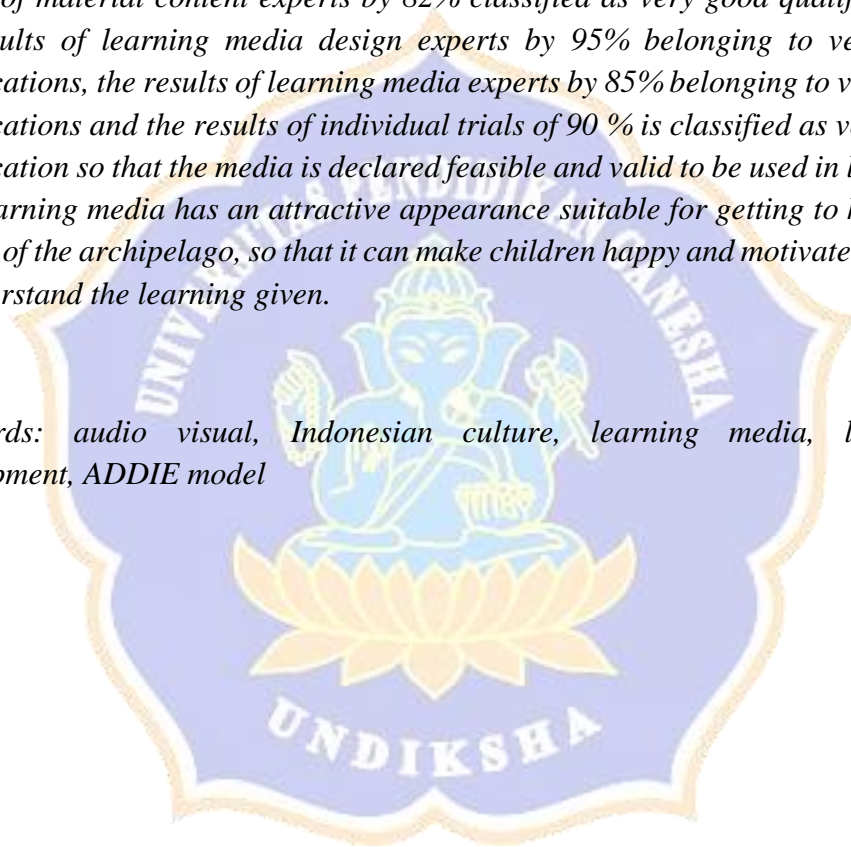 of material content experts by 82% classified as very good qualif
ults of learning media design experts by 95% belonging to ve
cations, the results of learning media experts by 85% belonging to v
cations and the results of individual trials of 90 % is classified as v
cation so that the media is declared feasible and valid to be used in l
arning media has an attractive appearance suitable for getting to
of the archipelago, so that it can make children happy and motivate
rstand the learning given.
rds: audio visual, Indonesian culture, learning media, l
pment, ADDIE model
UNIVERSITAS PENDIDIKAN GANESHA
UNDIKSHA